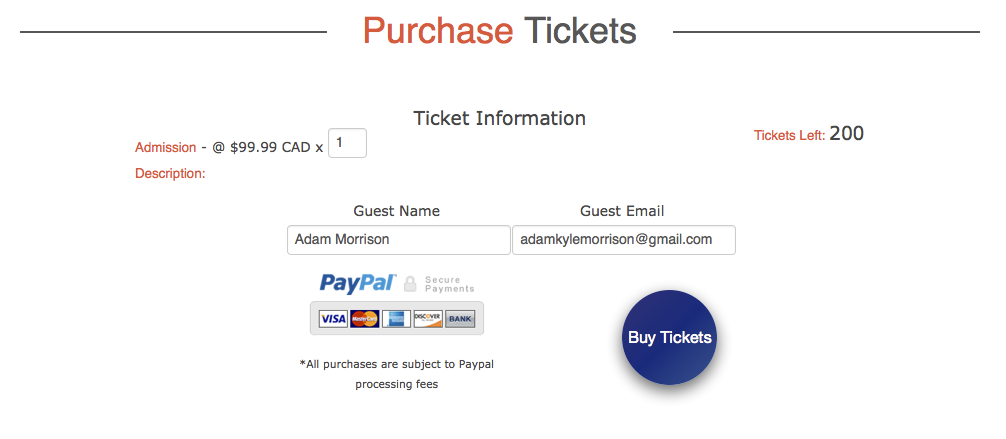 Purchase Tickets
Ticket Information
Tickets Left: 200
Admission - @ $99.99 CAD x 1
Description:
Guest Name Guest Email
Adam Morrison adamkylemorrison@gmail.com
PayPal Secure Payments
VISA MasterCard DISCOVER BANK
Buy Tickets
*All purchases are subject to Paypal
processing fees